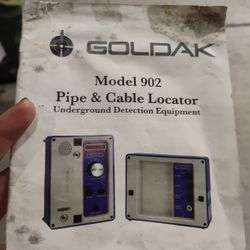 GOLDAK
Model 902
Pipe & Cable Locator
Underground Detection Equipment